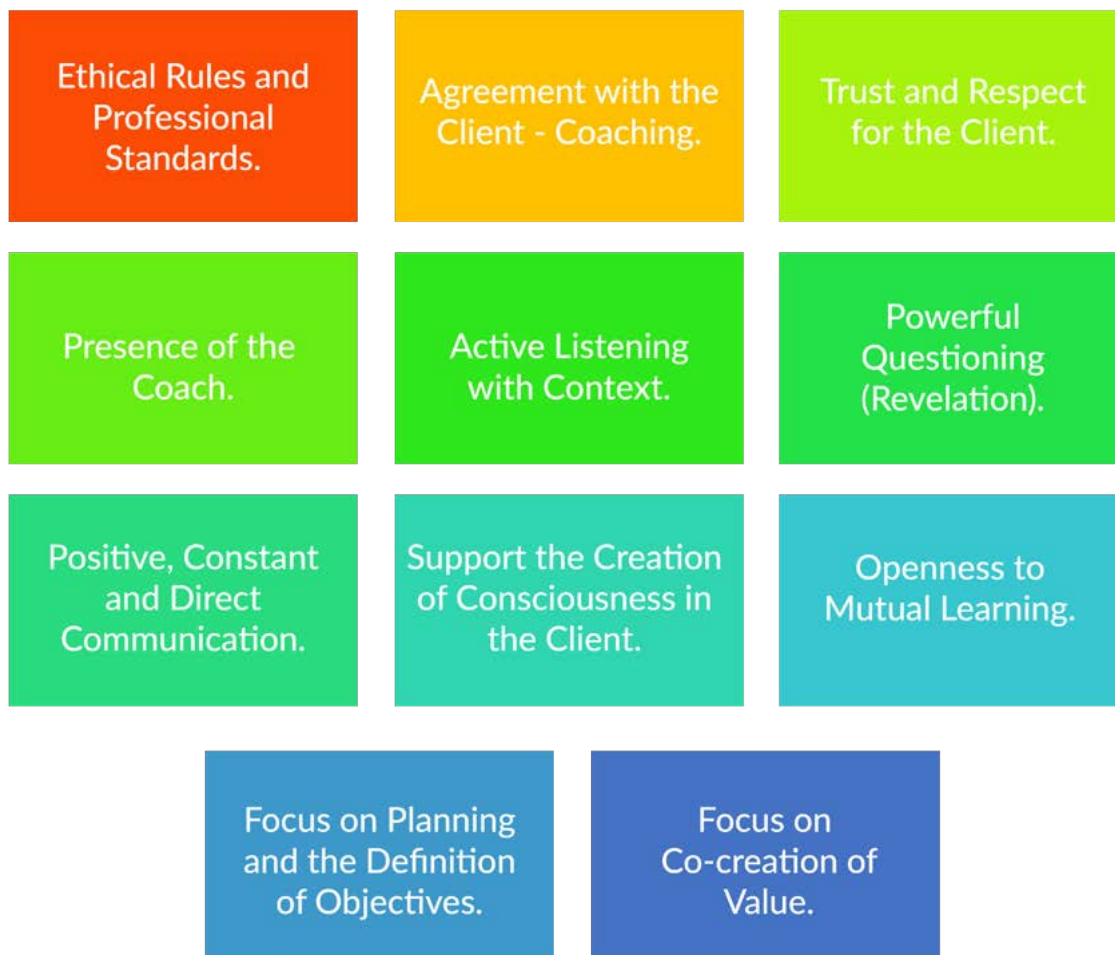 Ethical Rules and
Professional
Standards.
Agreement with the
Client - Coaching.
Trust and Respect
for the Client.
Presence of the
Coach.
Active Listening
with Context.
Powerful
Questioning
(Revelation).
Positive, Constant
and Direct
Communication.
Support the Creation
of Consciousness in
the Client.
Openness to
Mutual Learning.
Focus on Planning
and the Definition
of Objectives.
Focus on
Co-creation of
Value.